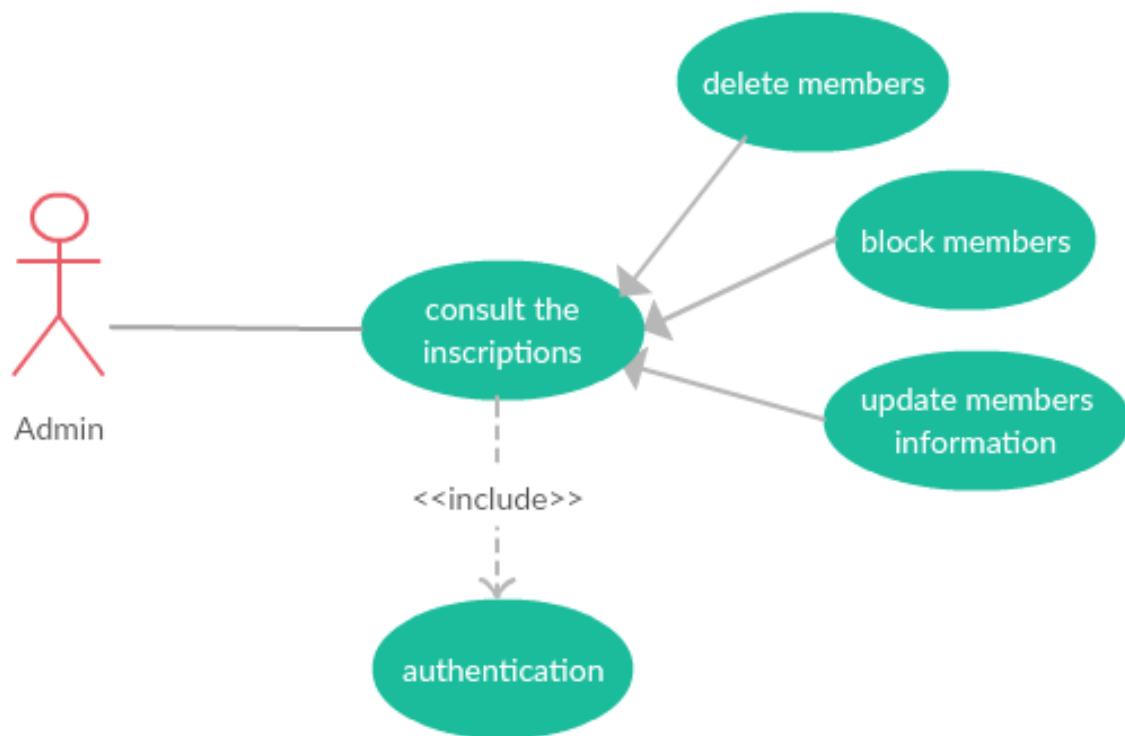 delete members
block members
consult the
inscriptions
update members
information
Admin
<<include>>
authentication